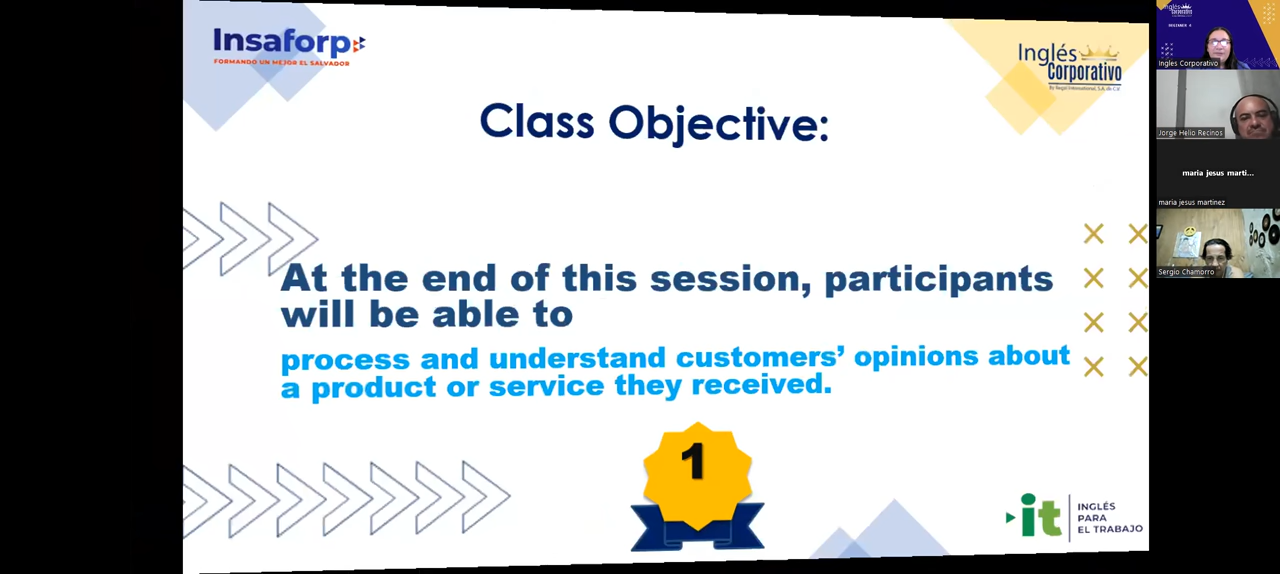 Insaforp
FORMANDO UN MEJOR EL SALVADOR
Inglés
Corporativo
By Regal International, S.A. de C.V.
Class Objective:
At the end of this session, participants
will be able to
process and understand customers’ opinions about
a product or service they received.
1
it
INGLÉS
PARA
EL TRABAJO
Ingles Corporativo
Jorge Helio Recinos
maria jesus marti...
maria jesus martinez
Sergio Chamorro